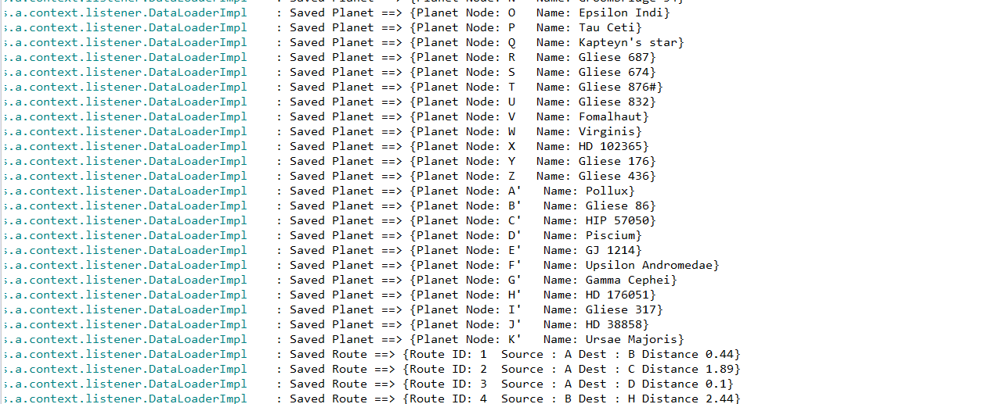 s.a.context.listener.DataLoaderImpl : Saved Planet ==> {Planet Node: O Name: Epsilon Indi}
s.a.context.listener.DataLoaderImpl : Saved Planet ==> {Planet Node: P Name: Tau Ceti}
s.a.context.listener.DataLoaderImpl : Saved Planet ==> {Planet Node: Q Name: Kapteyn's star}
s.a.context.listener.DataLoaderImpl : Saved Planet ==> {Planet Node: R Name: Gliese 687}
s.a.context.listener.DataLoaderImpl : Saved Planet ==> {Planet Node: S Name: Gliese 674}
s.a.context.listener.DataLoaderImpl : Saved Planet ==> {Planet Node: T Name: Gliese 876#}
s.a.context.listener.DataLoaderImpl : Saved Planet ==> {Planet Node: U Name: Gliese 832}
s.a.context.listener.DataLoaderImpl : Saved Planet ==> {Planet Node: V Name: Fomalhaut}
s.a.context.listener.DataLoaderImpl : Saved Planet ==> {Planet Node: W Name: Virginis}
s.a.context.listener.DataLoaderImpl : Saved Planet ==> {Planet Node: X Name: HD 102365}
s.a.context.listener.DataLoaderImpl : Saved Planet ==> {Planet Node: Y Name: Gliese 176}
s.a.context.listener.DataLoaderImpl : Saved Planet ==> {Planet Node: Z Name: Gliese 436}
s.a.context.listener.DataLoaderImpl : Saved Planet ==> {Planet Node: A' Name: Pollux}
s.a.context.listener.DataLoaderImpl : Saved Planet ==> {Planet Node: B' Name: Gliese 86}
s.a.context.listener.DataLoaderImpl : Saved Planet ==> {Planet Node: C' Name: HIP 57050}
s.a.context.listener.DataLoaderImpl : Saved Planet ==> {Planet Node: D' Name: Piscium}
s.a.context.listener.DataLoaderImpl : Saved Planet ==> {Planet Node: E' Name: GJ 1214}
s.a.context.listener.DataLoaderImpl : Saved Planet ==> {Planet Node: F' Name: Upsilon Andromedae}
s.a.context.listener.DataLoaderImpl : Saved Planet ==> {Planet Node: G' Name: Gamma Cephei}
s.a.context.listener.DataLoaderImpl : Saved Planet ==> {Planet Node: H' Name: HD 176051}
s.a.context.listener.DataLoaderImpl : Saved Planet ==> {Planet Node: I' Name: Gliese 317}
s.a.context.listener.DataLoaderImpl : Saved Planet ==> {Planet Node: J' Name: HD 38858}
s.a.context.listener.DataLoaderImpl : Saved Planet ==> {Planet Node: K' Name: Ursae Majoris}
s.a.context.listener.DataLoaderImpl : Saved Route ==> {Route ID: 1 Source : A Dest : B Distance 0.44}
s.a.context.listener.DataLoaderImpl : Saved Route ==> {Route ID: 2 Source : A Dest : C Distance 1.89}
s.a.context.listener.DataLoaderImpl : Saved Route ==> {Route ID: 3 Source : A Dest : D Distance 0.1}
s.a.context.listener.DataLoaderImpl : Saved Route ==> {Route ID: 4 Source : B Dest : H Distance 2.44}